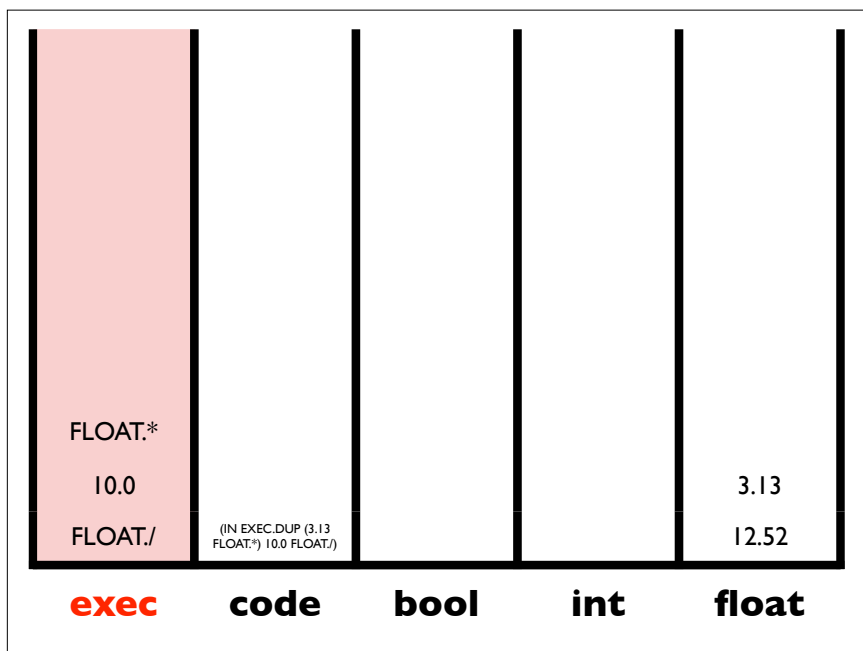 FLOAT.*
10.0
3.13
FLOAT./
(IN EXEC.DUP (3.13
FLOAT.*) 10.0 FLOAT./)
12.52
exec
code
bool
int
float